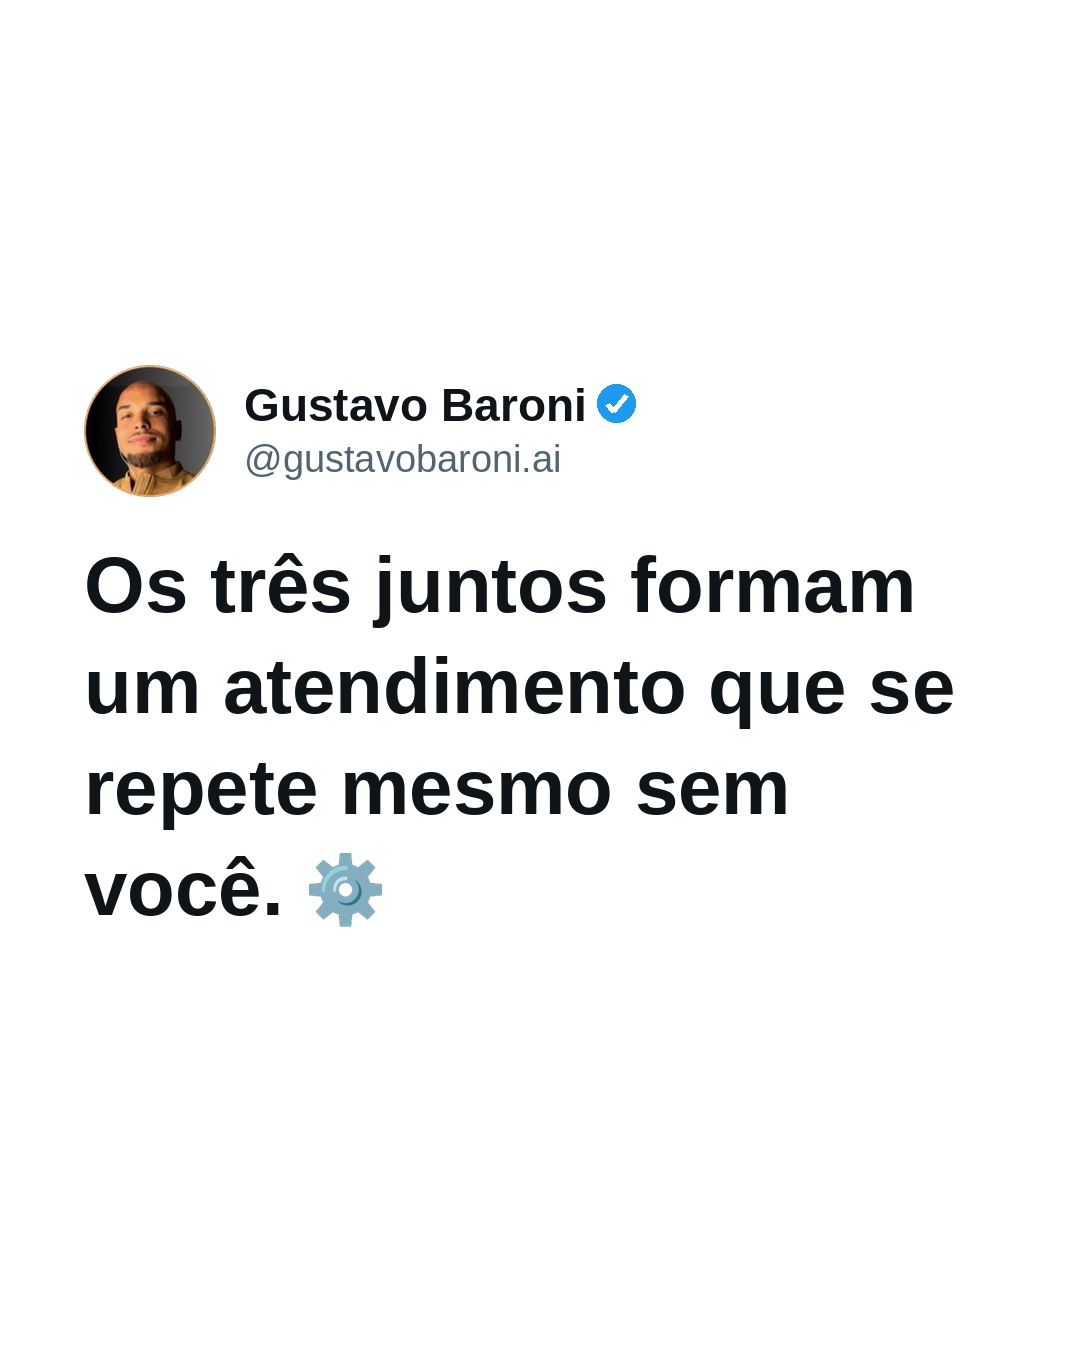 Gustavo Baroni
@gustavobaroni.ai
Os três juntos formam
um atendimento que se
repete mesmo sem
você. ⚙️